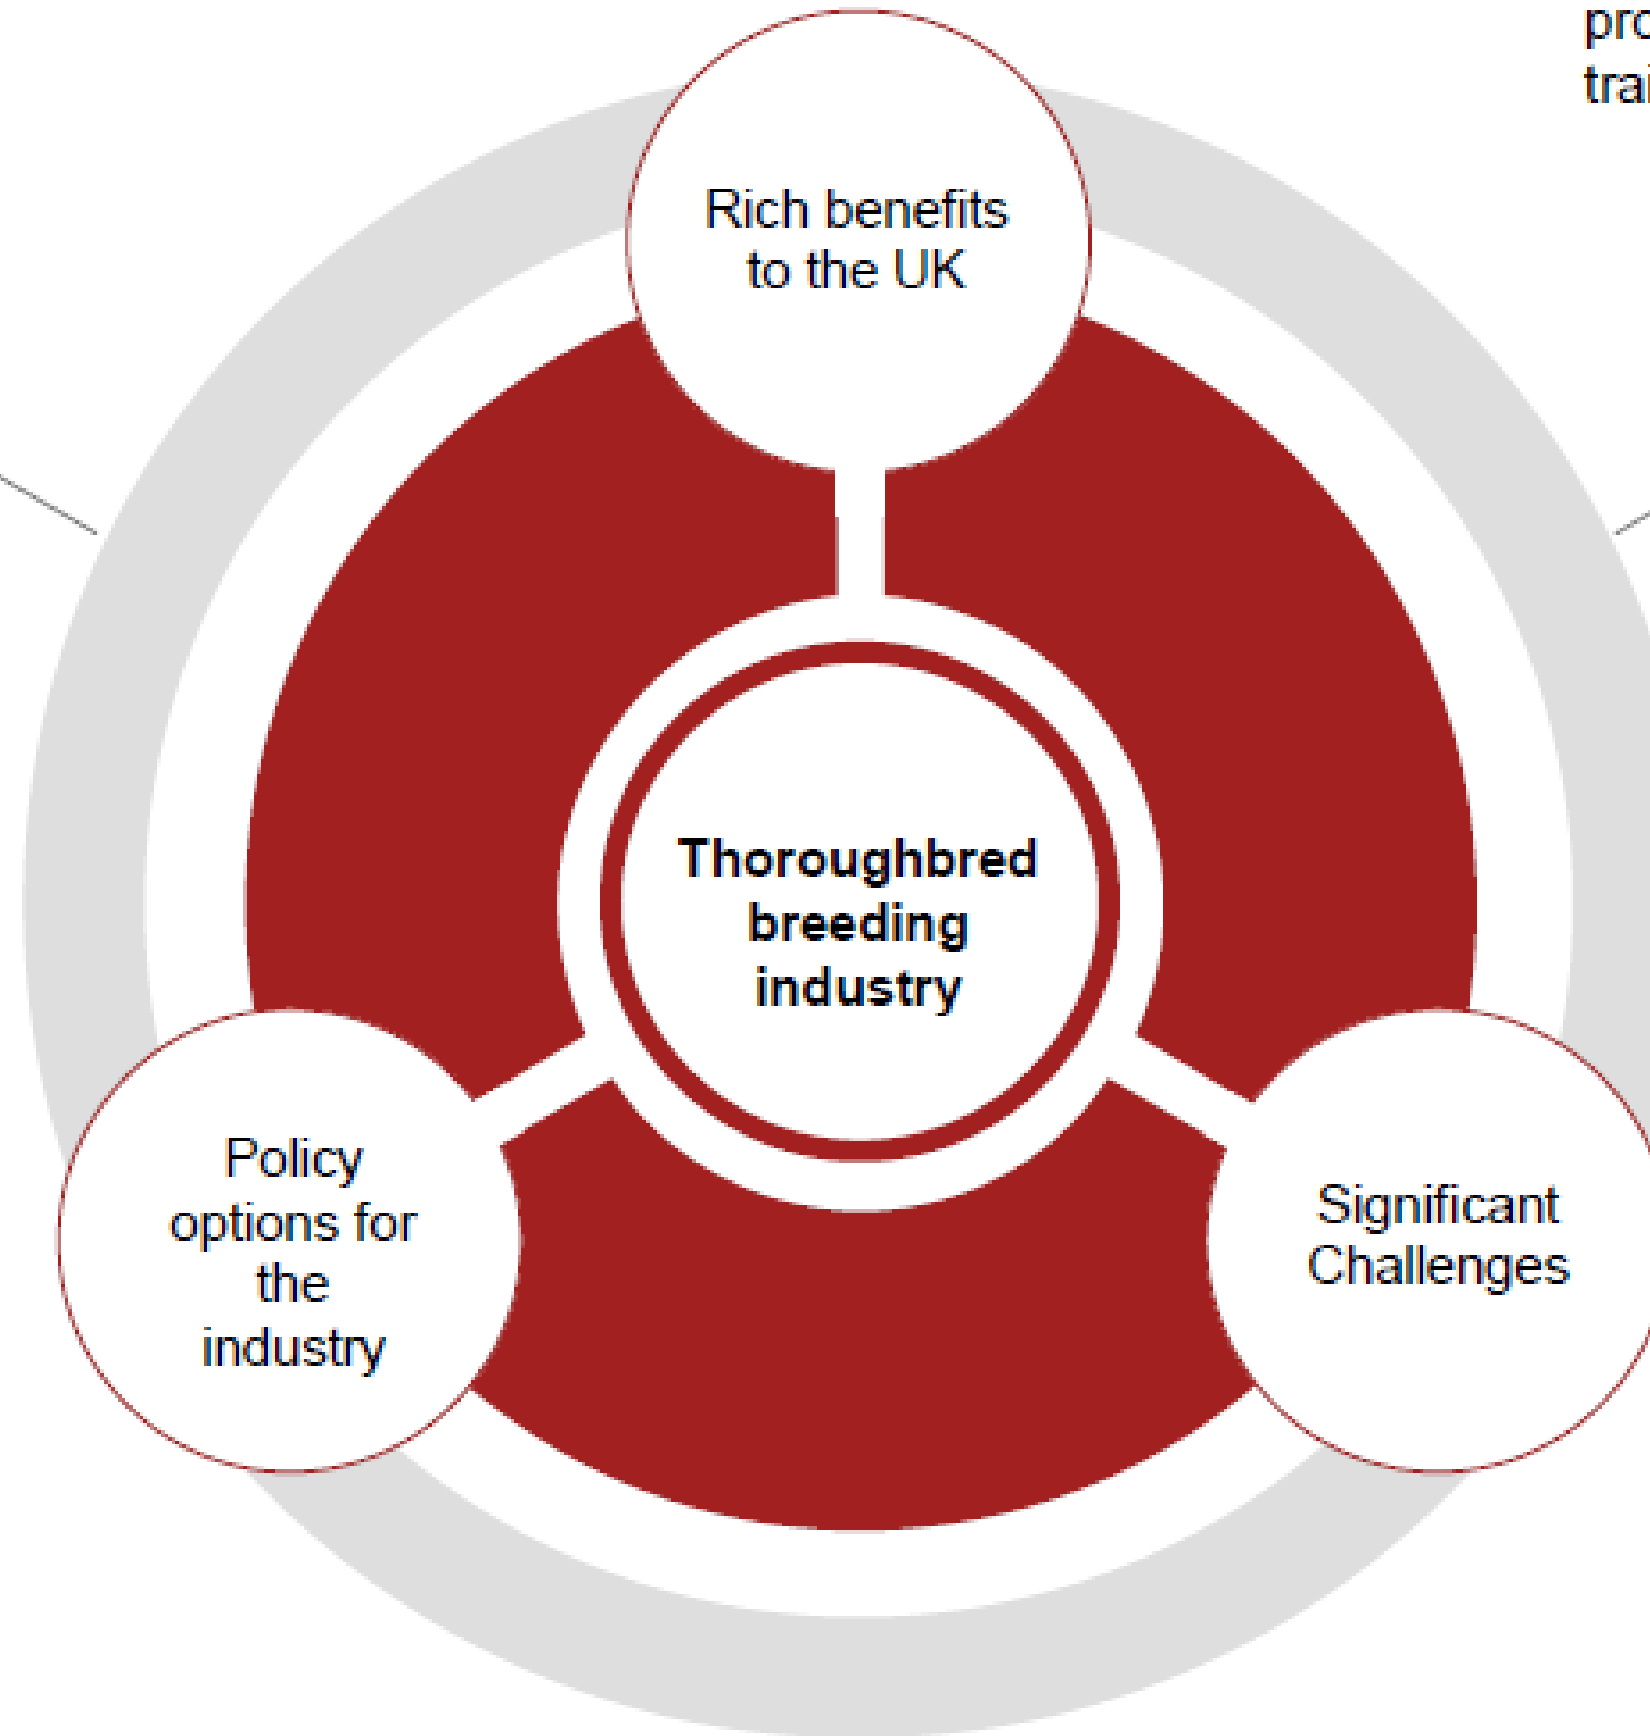 Rich benefits
to the UK
Thoroughbred
breeding
industry
Policy
options for
the
industry
Significant
Challenges